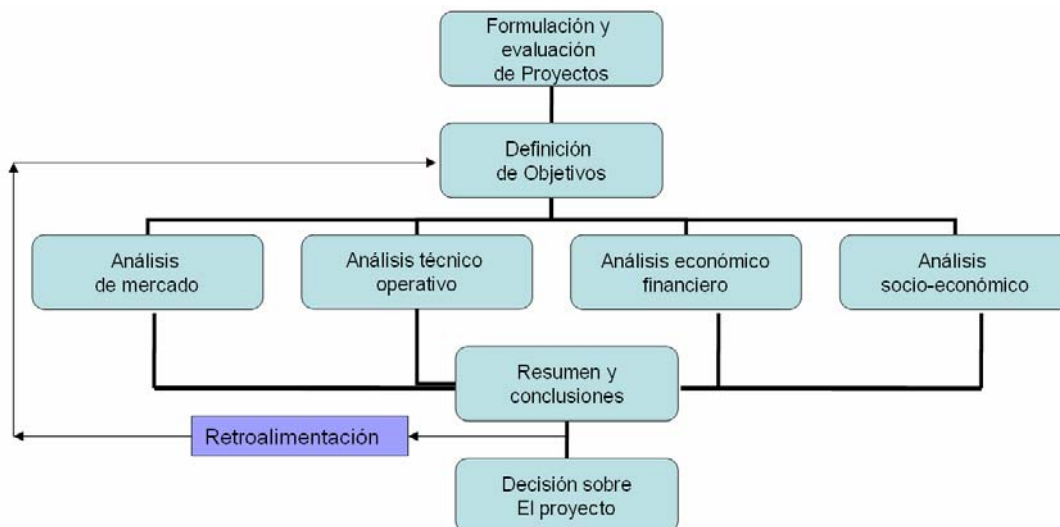 Formulación y
evaluación
de Proyectos
Definición
de Objetivos
Análisis
de mercado
Análisis técnico
operativo
Análisis económico
financiero
Análisis
socio-económico
Resumen y
conclusiones
Retroalimentación
Decisión sobre
El proyecto